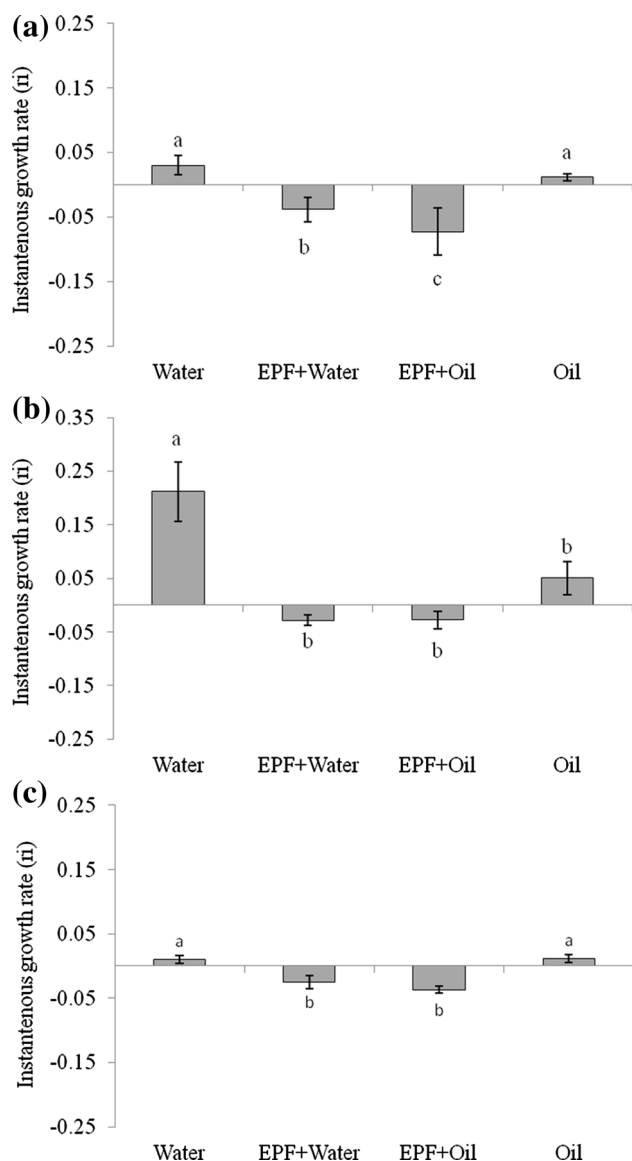 (a)
Instantenous growth rate (ri)
0.25
0.15
0.05
-0.05
-0.15
-0.25
a
b
c
a
Water EPF+Water EPF+Oil Oil
(b)
Instantenous growth rate (ri)
0.35
0.25
0.15
0.05
-0.05
-0.15
-0.25
a
b
b
b
Water EPF+Water EPF+Oil Oil
(c)
Instantenous growth rate (ri)
0.25
0.15
0.05
-0.05
-0.15
-0.25
a
b
b
a
Water EPF+Water EPF+Oil Oil